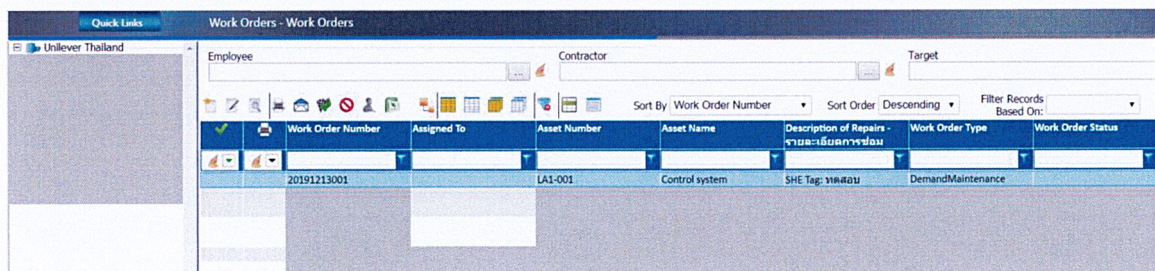 Quick Links
Work Orders - Work Orders
Unilever Thailand
Employee
Contractor
Target
Sort By Work Order Number
Sort Order Descending
Filter Records
Based On:
Work Order Number
Assigned To
Asset Number
Asset Name
Description of Repairs -
รายละเอียดการซ่อม
Work Order Type
Work Order Status
20191213001
LA1-001
Control system
SHE Tag: ทดสอบ
DemandMaintenance